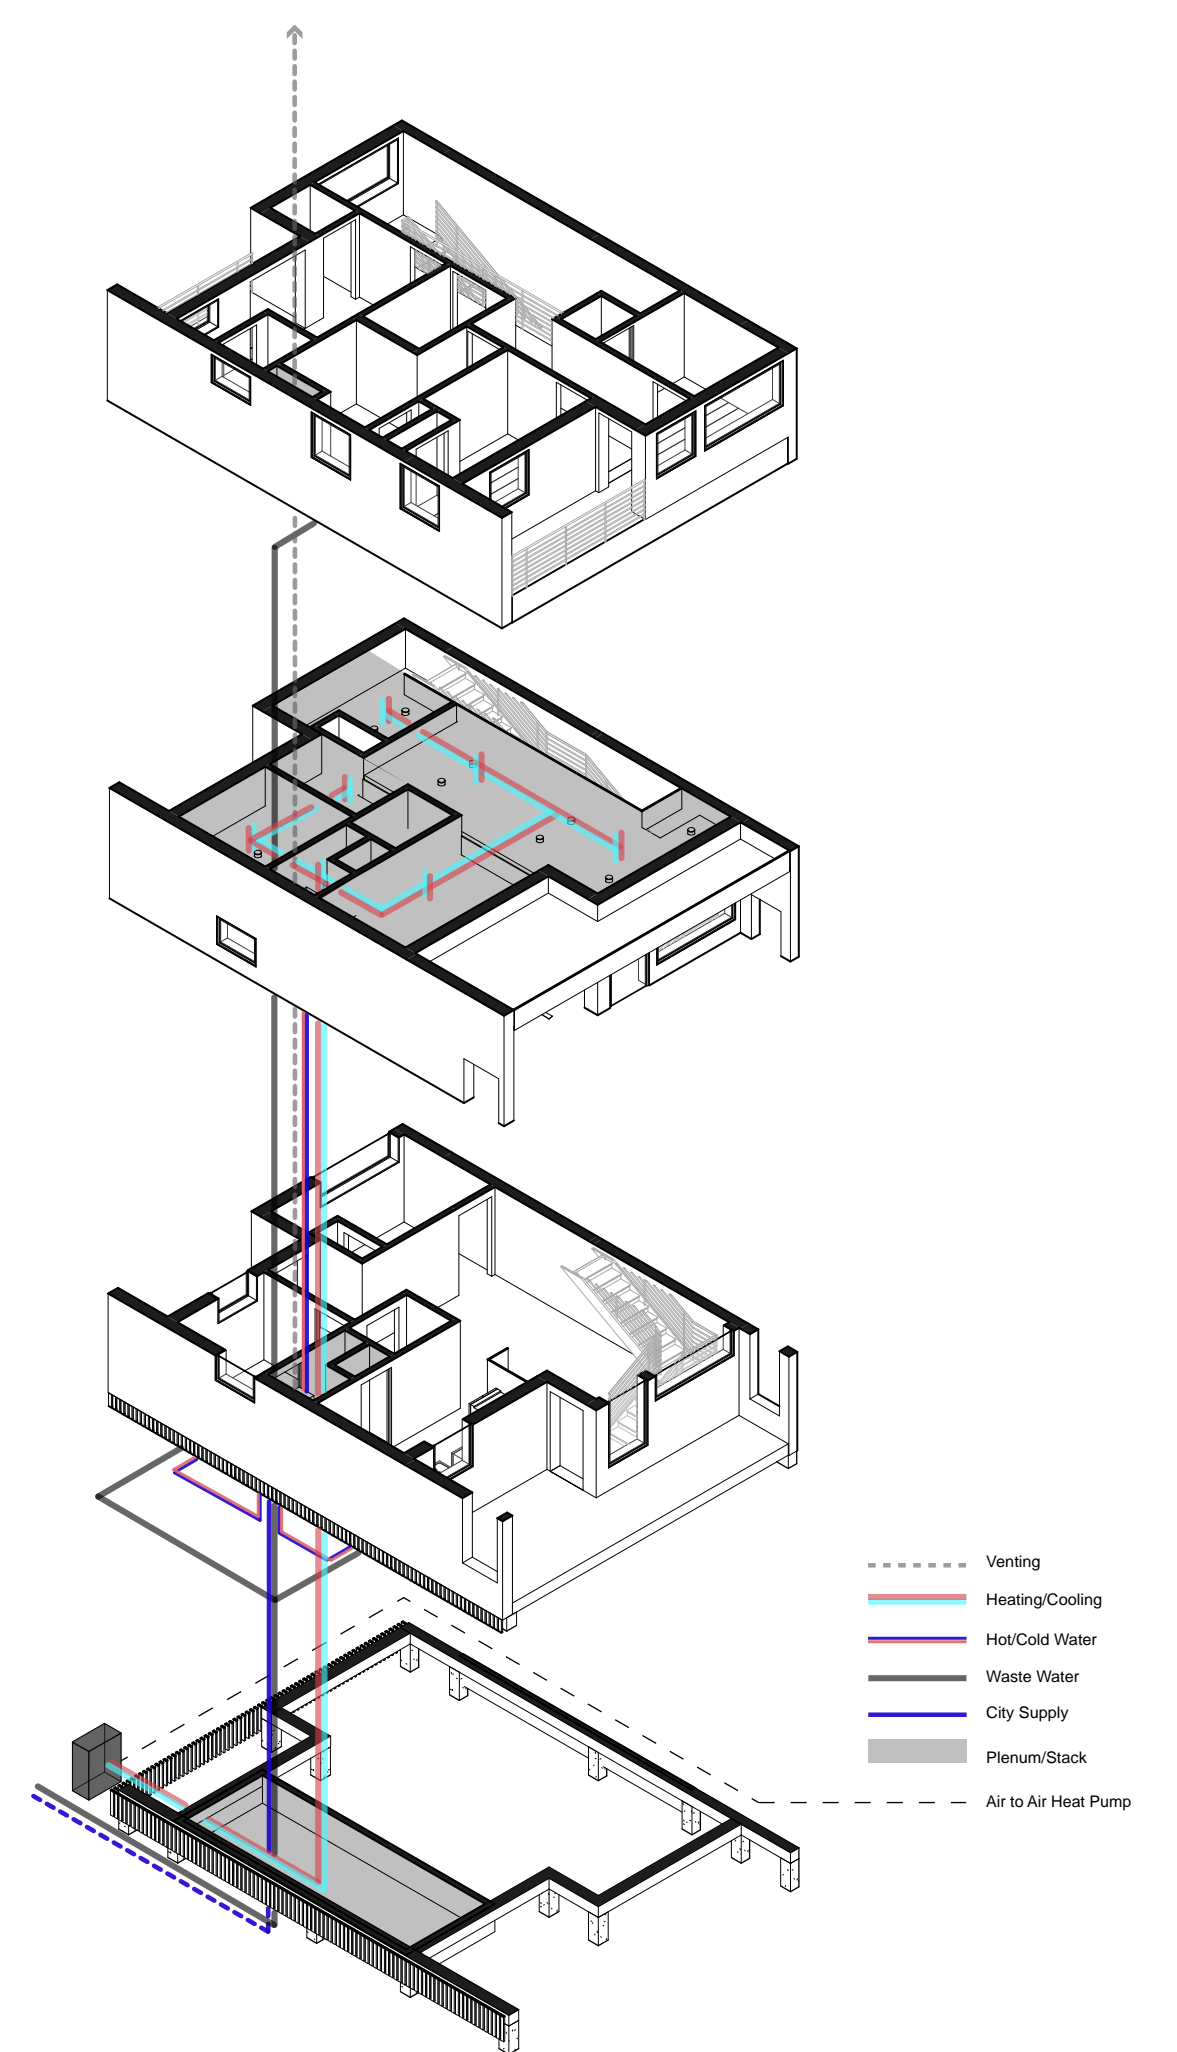 Venting
Heating/Cooling
Hot/Cold Water
Waste Water
City Supply
Plenum/Stack
Air to Air Heat Pump